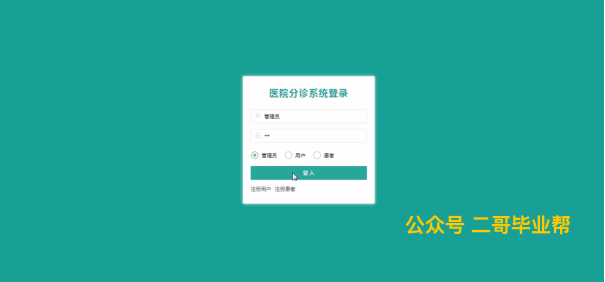 医院分诊系统登录
管理员
•••
管理员 用户 患者
登入
注册用户 注册患者
公众号 二哥毕业帮